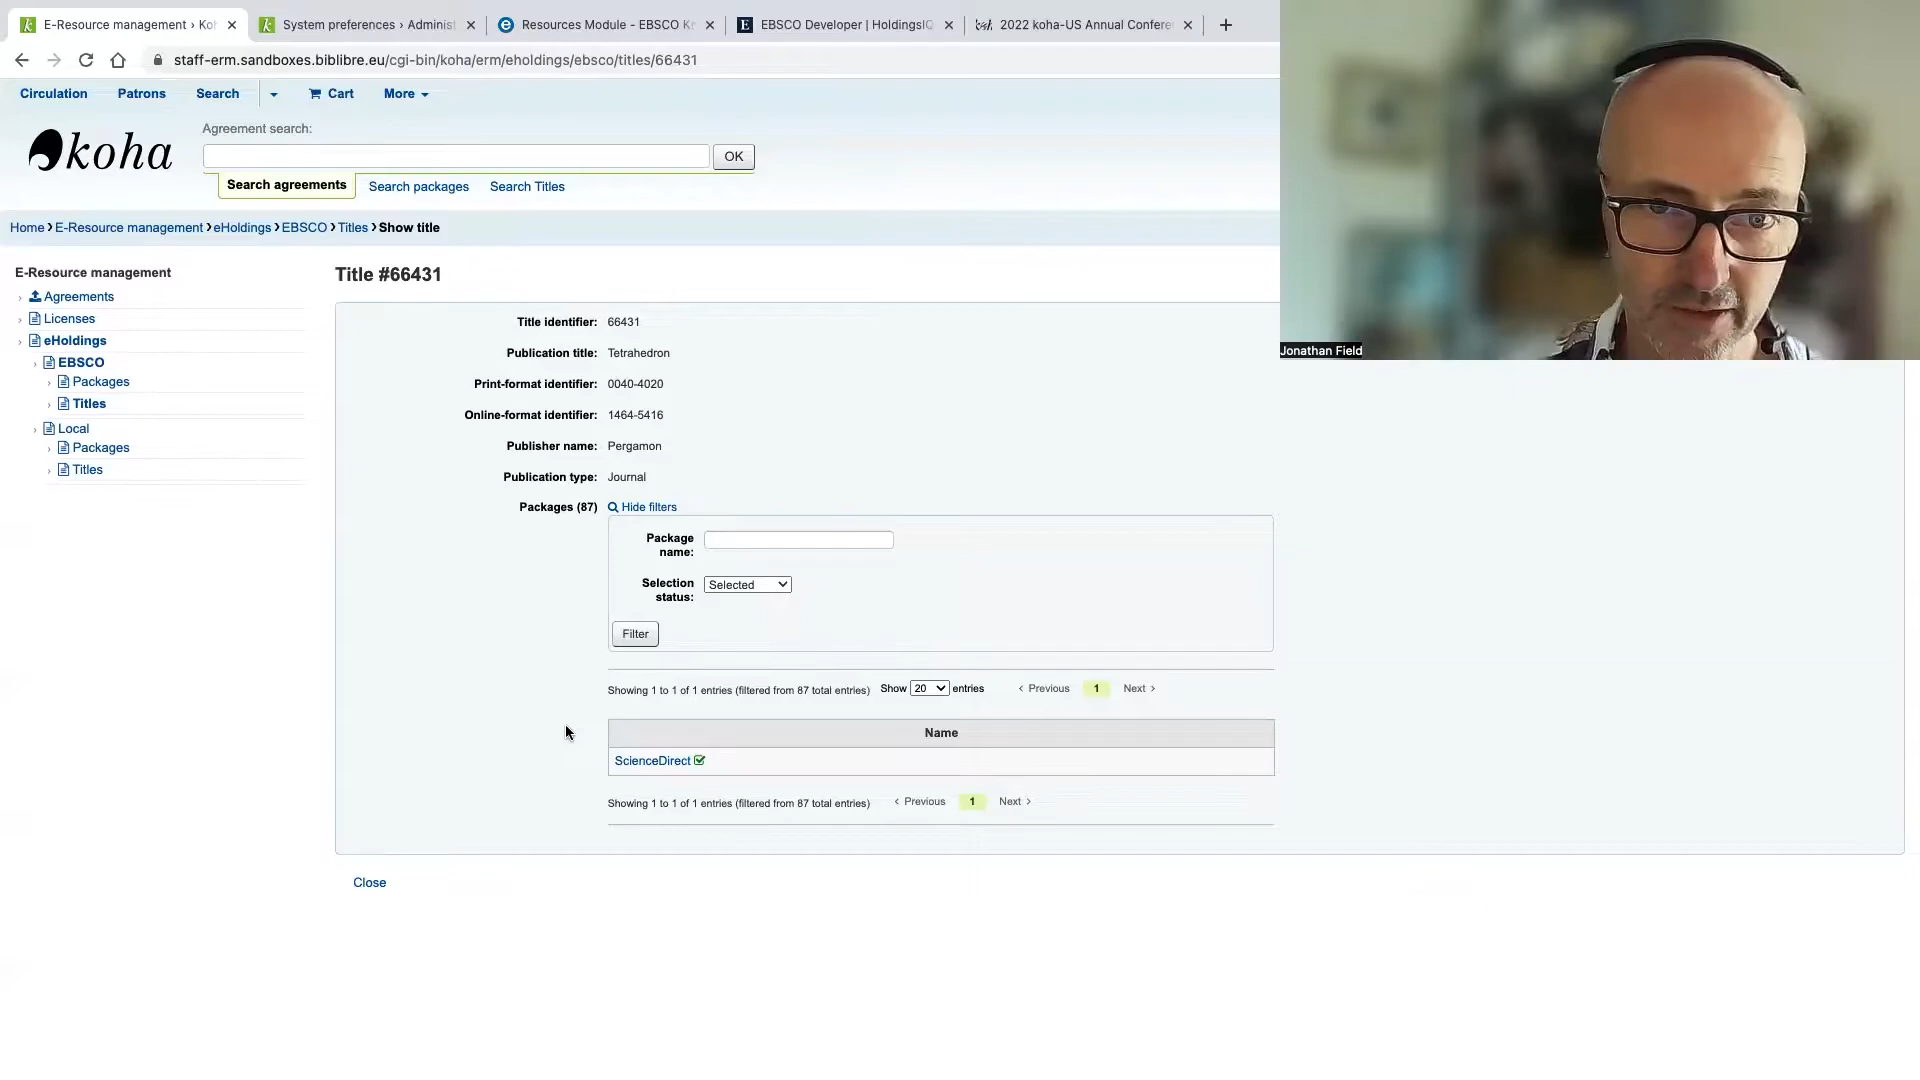 E-Resource management › Koh
System preferences › Administ
Resources Module - EBSCO K
EBSCO Developer | HoldingsIQ
2022 koha-US Annual Confere
staff-erm.sandboxes.biblibre.eu/cgi-bin/koha/erm/eholdings/ebsco/titles/66431
Circulation Patrons Search Cart More
koha
Agreement search:
OK
Search agreements Search packages Search Titles
Home › E-Resource management › eHoldings › EBSCO › Titles › Show title
Jonathan Field
E-Resource management
Agreements
Licenses
eHoldings
EBSCO
Packages
Titles
Local
Packages
Titles
Title #66431
Title identifier: 66431
Publication title: Tetrahedron
Print-format identifier: 0040-4020
Online-format identifier: 1464-5416
Publisher name: Pergamon
Publication type: Journal
Packages (87) Hide filters
Package
name:
Selection
status: Selected
Filter
Showing 1 to 1 of 1 entries (filtered from 87 total entries) Show 20 entries ‹ Previous 1 Next ›
Name
ScienceDirect
Showing 1 to 1 of 1 entries (filtered from 87 total entries) ‹ Previous 1 Next ›
Close